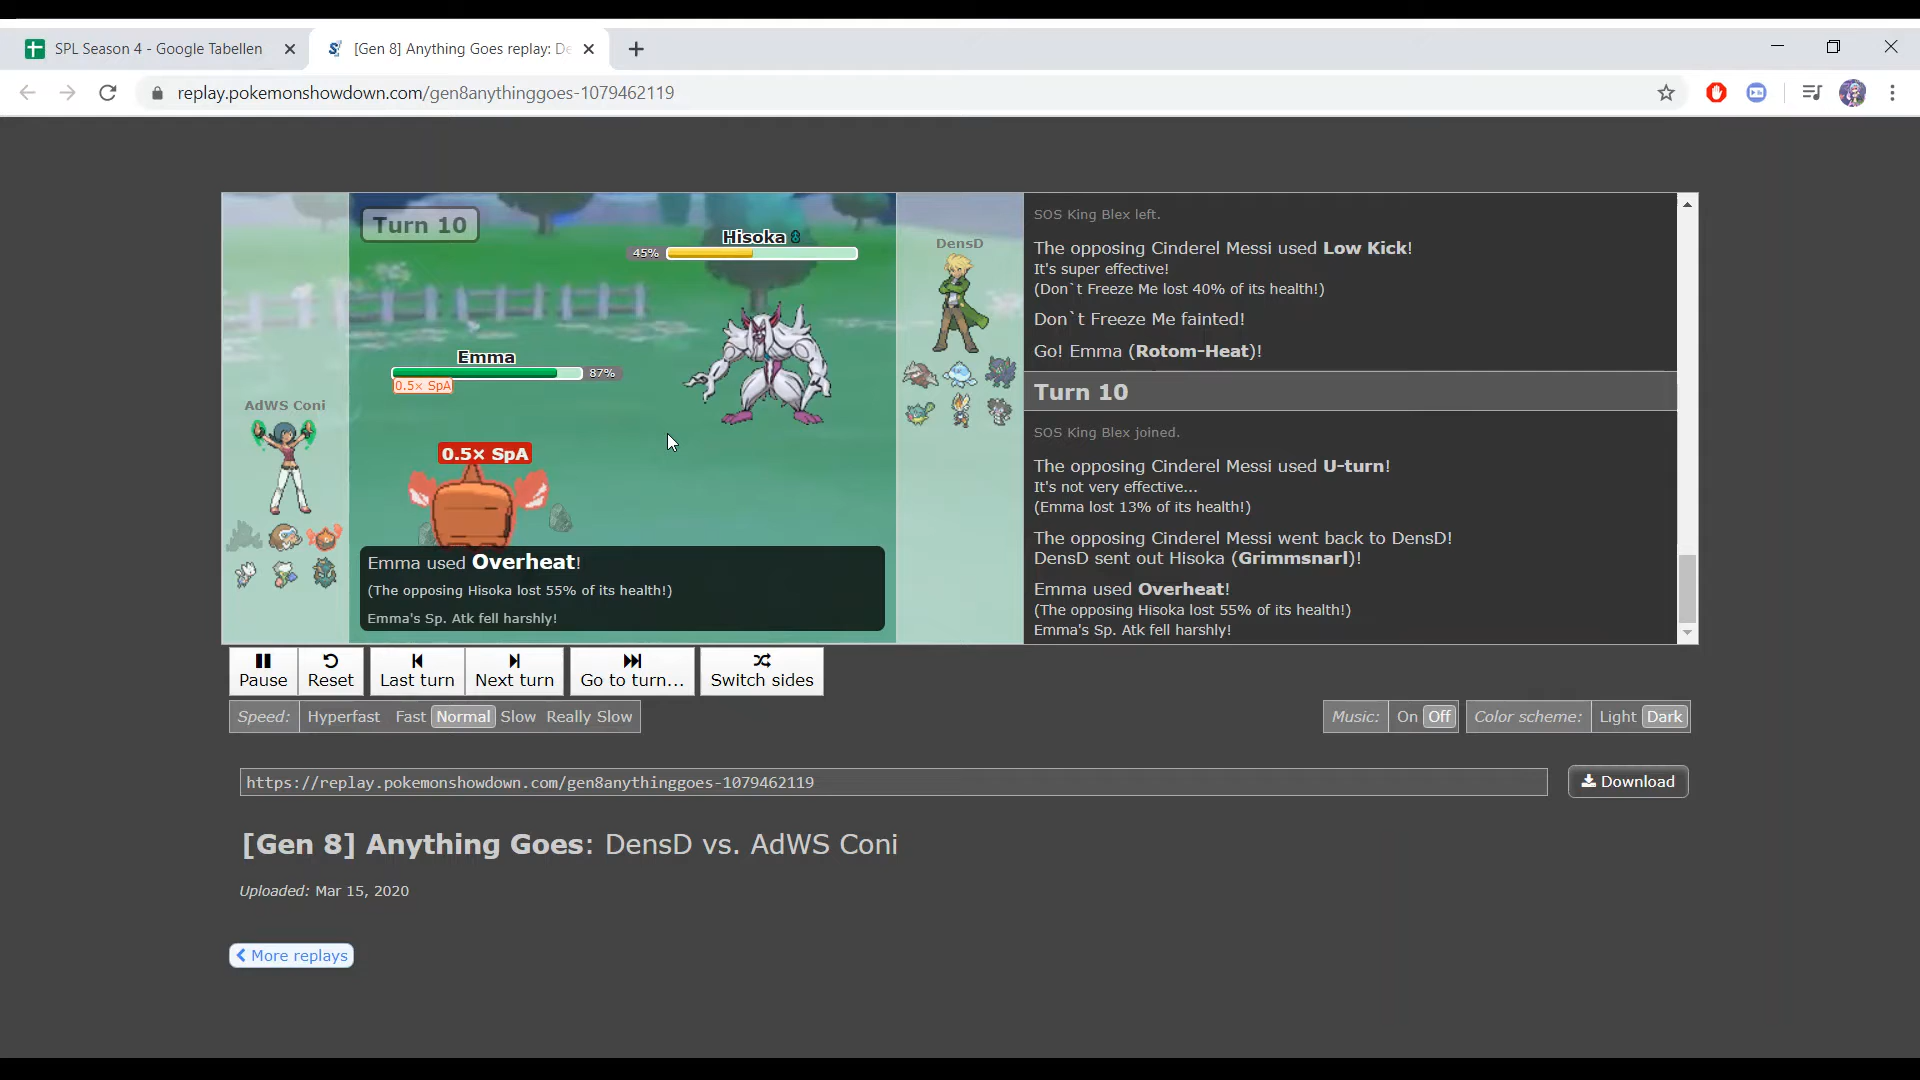 SPL Season 4 - Google Tabellen
[Gen 8] Anything Goes replay: De
replay.pokemonshowdown.com/gen8anythinggoes-1079462119
Turn 10
Hisoka
45%
Emma
87%
0.5× SpA
0.5× SpA
AdWS Coni
DensD
Emma used Overheat!
(The opposing Hisoka lost 55% of its health!)
Emma's Sp. Atk fell harshly!
SOS King Blex left.
The opposing Cinderel Messi used Low Kick!
It's super effective!
(Don`t Freeze Me lost 40% of its health!)
Don`t Freeze Me fainted!
Go! Emma (Rotom-Heat)!
Turn 10
SOS King Blex joined.
The opposing Cinderel Messi used U-turn!
It's not very effective...
(Emma lost 13% of its health!)
The opposing Cinderel Messi went back to DensD!
DensD sent out Hisoka (Grimmsnarl)!
Emma used Overheat!
(The opposing Hisoka lost 55% of its health!)
Emma's Sp. Atk fell harshly!
Pause
Reset
Last turn
Next turn
Go to turn...
Switch sides
Speed: Hyperfast Fast Normal Slow Really Slow
Music: On Off
Color scheme: Light Dark
https://replay.pokemonshowdown.com/gen8anythinggoes-1079462119
Download
[Gen 8] Anything Goes: DensD vs. AdWS Coni
Uploaded: Mar 15, 2020
More replays